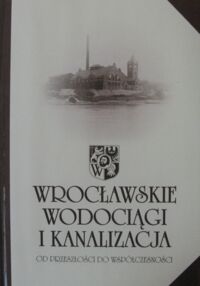 WROCŁAWSKIE
WODOCIĄGI
I KANALIZACJA
OD PRZESZŁOŚCI DO WSPÓŁCZESNOŚCI